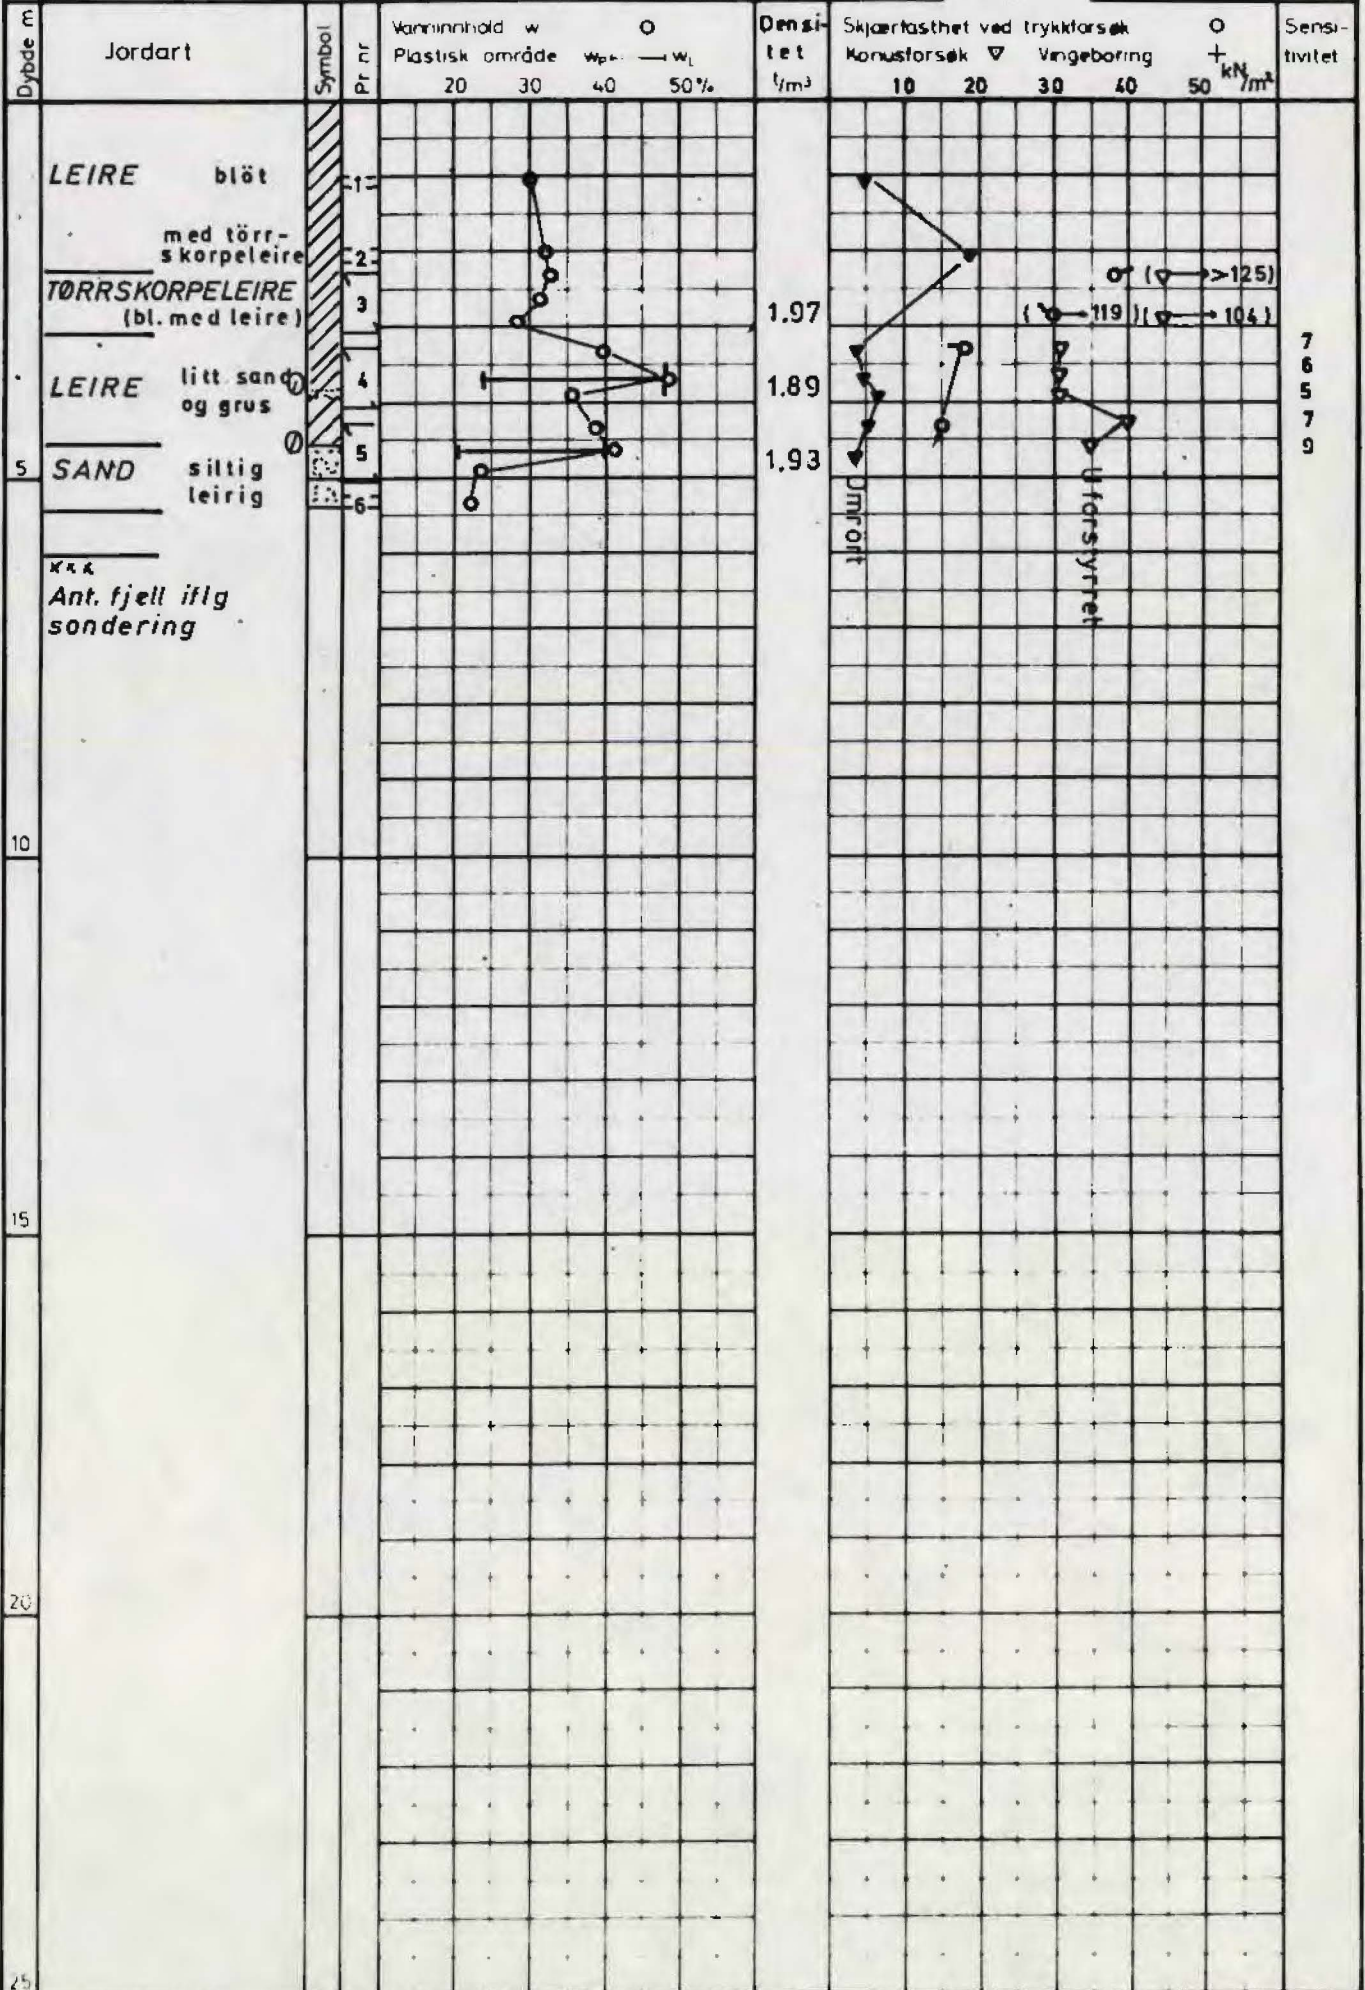 Dybde m
Jordart
Symbol
Pr nr
Vanninnhold w O
Plastisk område wP wL
20 30 40 50%
Densi-
tet
t/m³
Skjærfasthet ved trykkforsøk O
Konusforsøk ▽ Vingeboring +
10 20 30 40 50 kN/m²
Sensi-
tivitet
LEIRE blöt
1
med törr-
skorpeleire
2
TØRRSKORPELEIRE
(bl. med leire)
3
1.97
( >125)
( 119 ) ( 104 )
LEIRE litt sand
og grus
4
1.89
7
6
5
7
9
5
SAND siltig
leirig
5
6
1.93
Omrört
Uforstyrret
xxx
Ant. fjell iflg
sondering
10
15
20
25